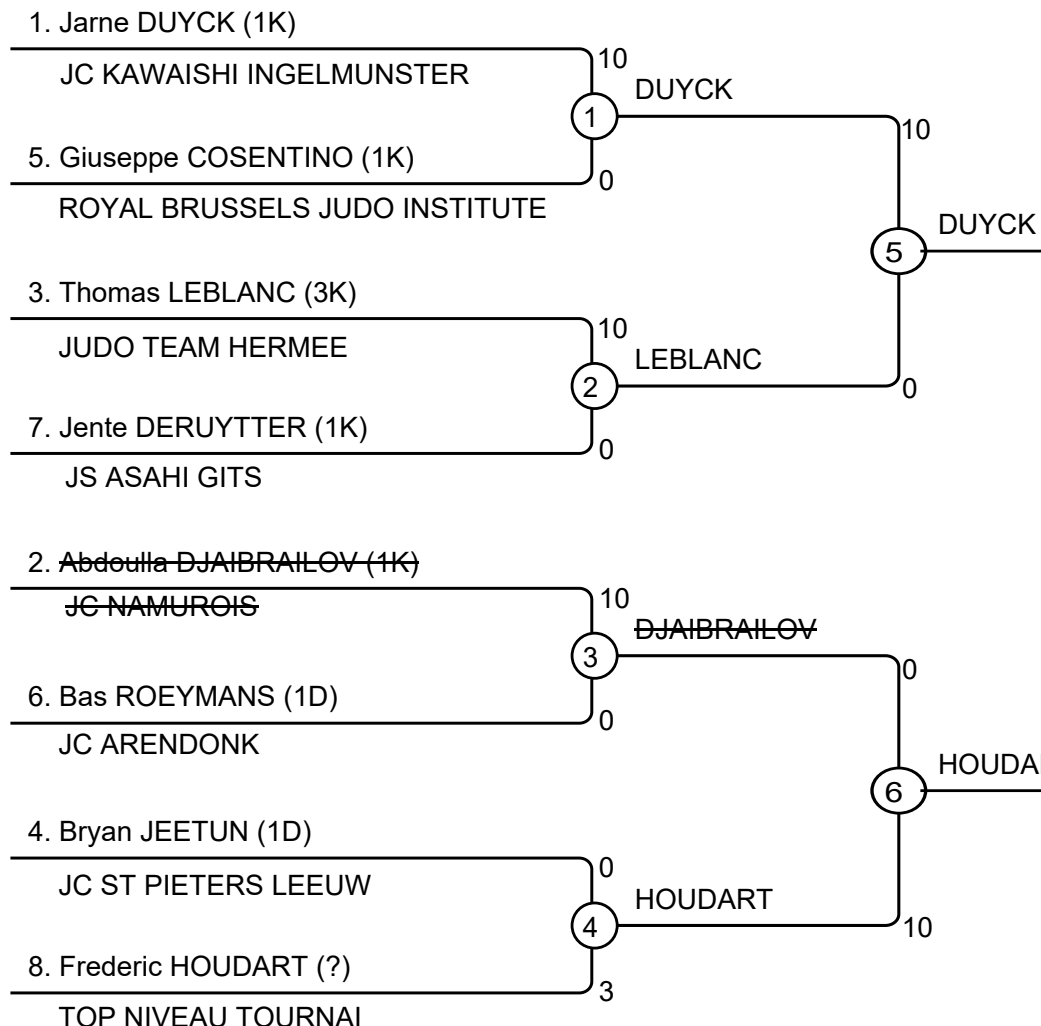 1. Jarne DUYCK (1K)
10
JC KAWAISHI INGELMUNSTER
DUYCK
1
10
5. Giuseppe COSENTINO (1K)
0
ROYAL BRUSSELS JUDO INSTITUTE
DUYCK
5
3. Thomas LEBLANC (3K)
10
JUDO TEAM HERMEE
LEBLANC
2
0
7. Jente DERUYTTER (1K)
0
JS ASAHI GITS
2. Abdoulla DJAIBRAILOV (1K)
10
JC NAMUROIS
DJAIBRAILOV
3
0
6. Bas ROEYMANS (1D)
0
JC ARENDONK
HOUDA
6
4. Bryan JEETUN (1D)
0
JC ST PIETERS LEEUW
HOUDART
4
10
8. Frederic HOUDART (?)
3
TOP NIVEAU TOURNAI